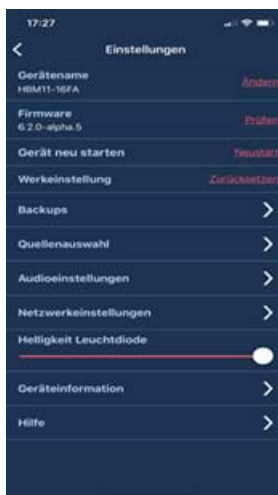 17:27
Einstellungen
Gerätename
HBM11-16FA
Ändern
Firmware
6.2.0-alpha.5
Prüfen
Gerät neu starten
Neustart
Werkeinstellung
Zurücksetzen
Backups
Quellenauswahl
Audioeinstellungen
Netzwerkeinstellungen
Helligkeit Leuchtdiode
Geräteinformation
Hilfe